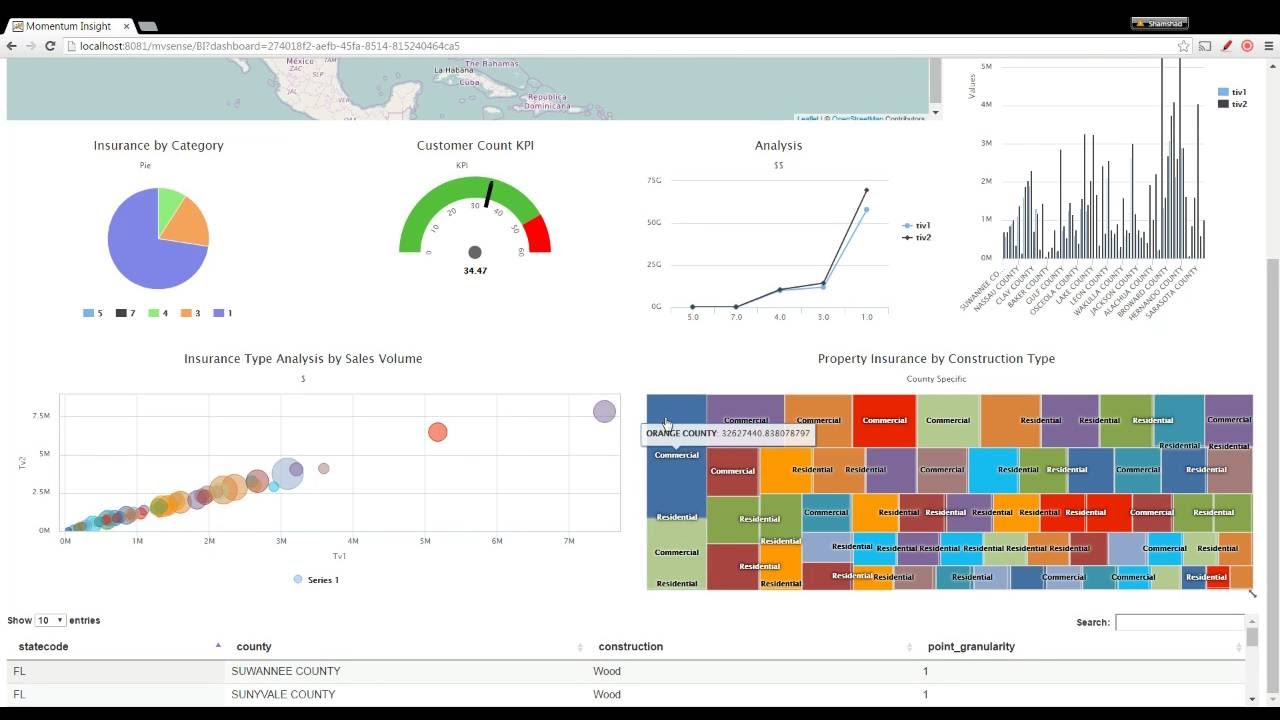 Momentum Insight
Shamshad
localhost:8081/mvsense/BI?dashboard=274018f2-aefb-45fa-8514-815240464ca5
México TAM.
ZAC.
SLP
VER.
La Habana
Cuba
The Bahamas
República
Dominicana
Leaflet | © OpenStreetMap Contributors
Values
5M
4M
3M
2M
1M
0M
SUWANNEE CO...
NASSAU COUNTY
CLAY COUNTY
BAKER COUNTY
GULF COUNTY
OSCEOLA COUNTY
LAKE COUNTY
LEON COUNTY
WAKULLA COUNTY
JACKSON COUNTY
ALACHUA COUNTY
BROWARD COUNTY
HERNANDO COUNTY
SARASOTA COUNTY
tiv1
tiv2
Insurance by Category
Pie
5 7 4 3 1
Customer Count KPI
KPI
0 10 20 30 40 50 60
34.47
Analysis
$$
75G
50G
25G
0G
5.0 7.0 4.0 3.0 1.0
tiv1
tiv2
Insurance Type Analysis by Sales Volume
$
Tv2
7.5M
5M
2.5M
0M
0M 1M 2M 3M 4M 5M 6M 7M
Tv1
Series 1
Property Insurance by Construction Type
County Specific
Commercial Commercial Commercial Commercial Residential Residential Residential Commercial
ORANGE COUNTY: 32627440.838078797
Residential Residential
Commercial
Commercial Residential Residential Commercial Residential Residential Commercial Residential
Residential Residential Commercial Residential Residential Residential Residential Residential Commercial Residential
Commercial Residential Residential Residential Residential Residential Residential Residential Commercial Residential
Residential Residential Residential Residential Residential Commercial Commercial Residential
Show 10 entries
Search:
statecode county construction point_granularity
FL SUWANNEE COUNTY Wood 1
FL SUNYVALE COUNTY Wood 1